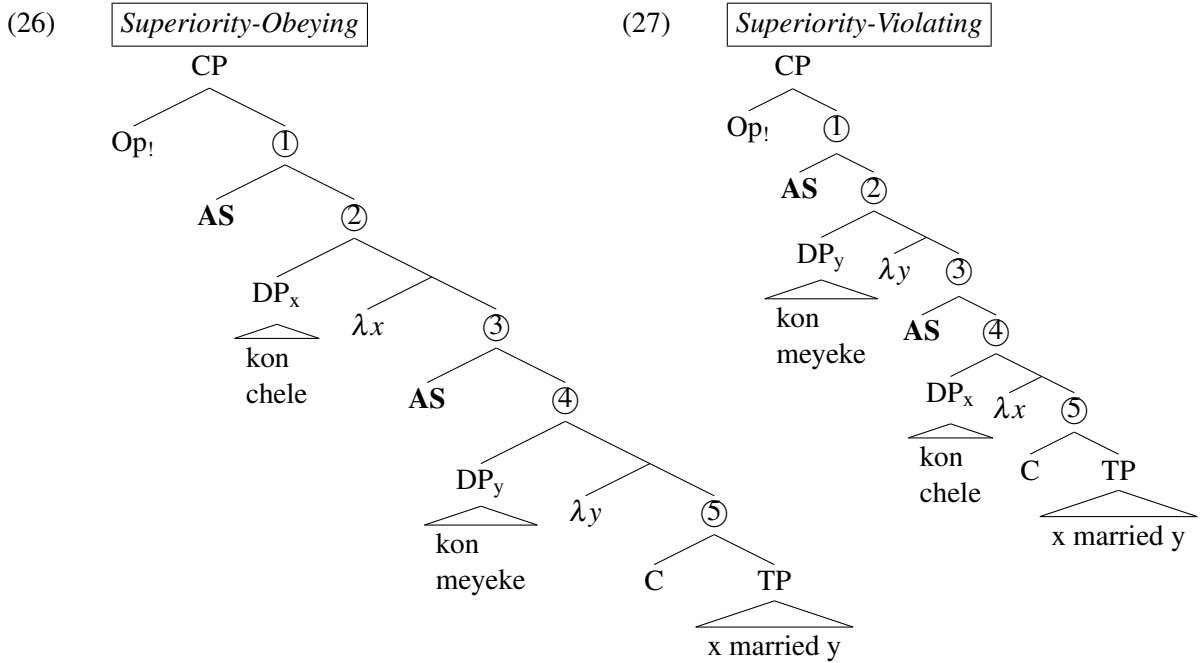 (26) Superiority-Obeying
CP
Op!
①
AS
②
DPx
kon
chele
λx
③
AS
④
DPy
kon
meyeke
λy
⑤
C
TP
x married y
(27) Superiority-Violating
CP
Op!
①
AS
②
DPy
kon
meyeke
λy
③
AS
④
DPx
kon
chele
λx
⑤
C
TP
x married y